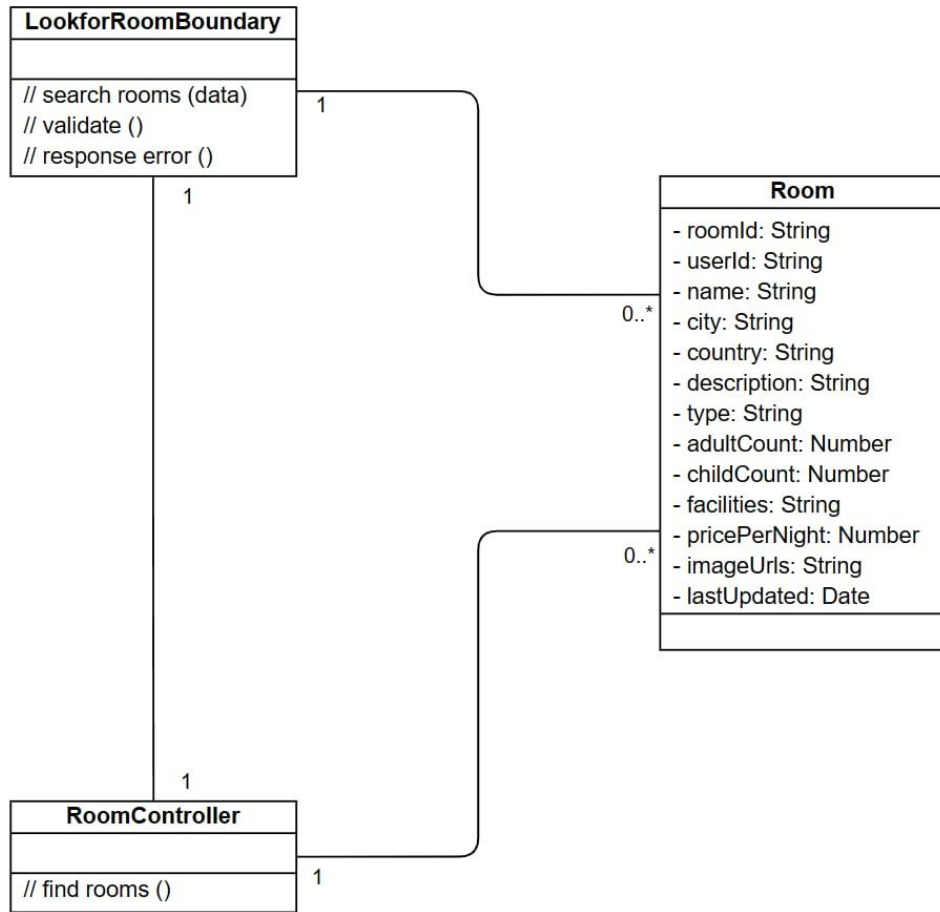 LookforRoomBoundary
// search rooms (data)
// validate ()
// response error ()
1
1
Room
- roomId: String
- userId: String
- name: String
- city: String
- country: String
- description: String
- type: String
- adultCount: Number
- childCount: Number
- facilities: String
- pricePerNight: Number
- imageUrls: String
- lastUpdated: Date
0..*
0..*
1
RoomController
// find rooms ()
1